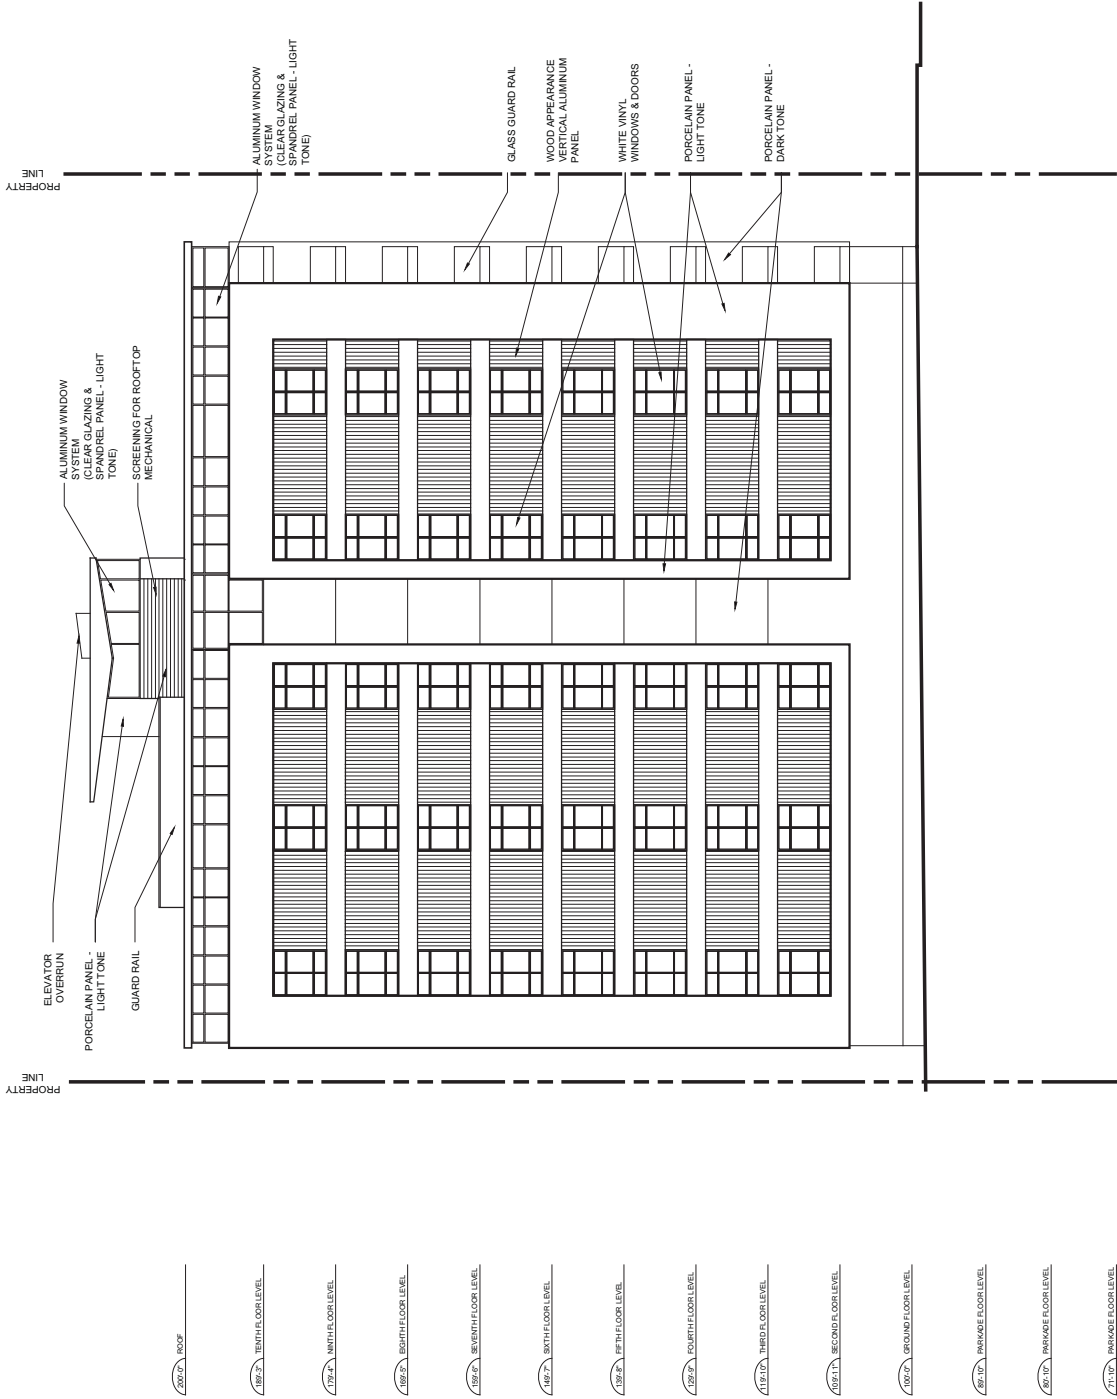 PROPERTY
LINE
ELEVATOR
OVERRUN
PORCELAIN PANEL -
LIGHT TONE
GUARD RAIL
ALUMINUM WINDOW
SYSTEM
(CLEAR GLAZING &
SPANDREL PANEL - LIGHT
TONE)
SCREENING FOR ROOFTOP
MECHANICAL
ALUMINUM WINDOW
SYSTEM
(CLEAR GLAZING &
SPANDREL PANEL - LIGHT
TONE)
GLASS GUARD RAIL
WOOD APPEARANCE
VERTICAL ALUMINUM
PANEL
WHITE VINYL
WINDOWS & DOORS
PORCELAIN PANEL -
LIGHT TONE
PORCELAIN PANEL -
DARK TONE
PROPERTY
LINE
200'-0" ROOF
189'-3" TENTH FLOOR LEVEL
179'-4" NINTH FLOOR LEVEL
169'-5" EIGHTH FLOOR LEVEL
159'-6" SEVENTH FLOOR LEVEL
149'-7" SIXTH FLOOR LEVEL
139'-8" FIFTH FLOOR LEVEL
129'-9" FOURTH FLOOR LEVEL
119'-10" THIRD FLOOR LEVEL
109'-11" SECOND FLOOR LEVEL
100'-0" GROUND FLOOR LEVEL
89'-10" PARKADE FLOOR LEVEL
80'-10" PARKADE FLOOR LEVEL
71'-10" PARKADE FLOOR LEVEL